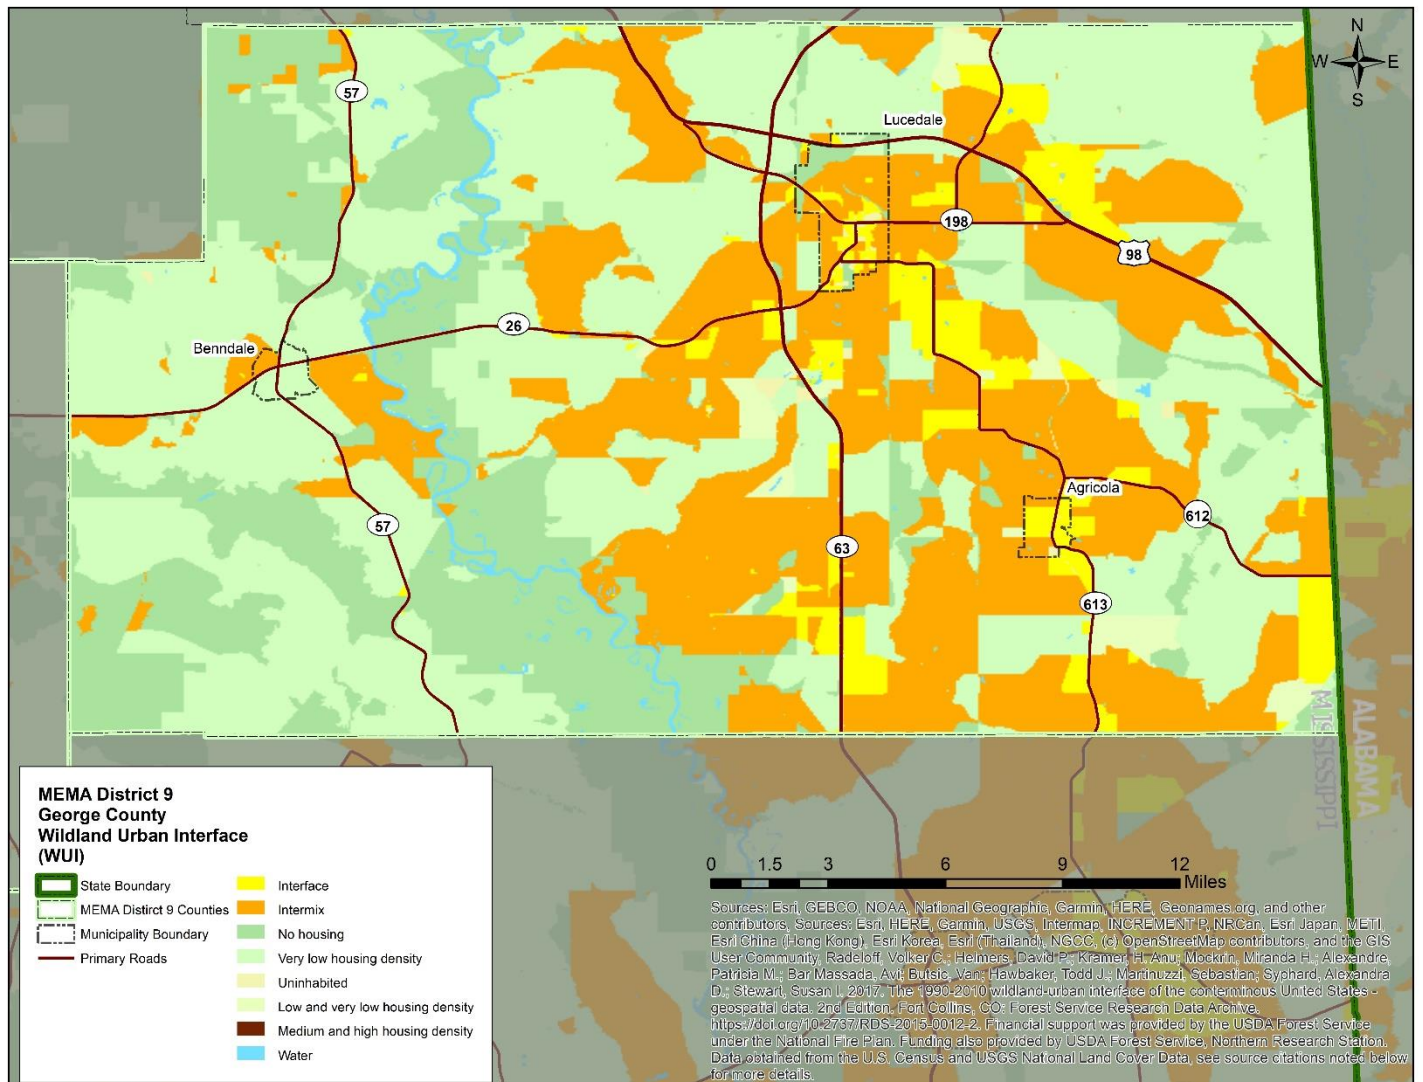 N
W E
S
57
Lucedale
198
98
26
Benndale
Agricola
612
57
63
613
MISSISSIPPI
ALABAMA
MEMA District 9
George County
Wildland Urban Interface
(WUI)
State Boundary
MEMA District 9 Counties
Municipality Boundary
Primary Roads
Interface
Intermix
No housing
Very low housing density
Uninhabited
Low and very low housing density
Medium and high housing density
Water
0 1.5 3 6 9 12
Miles
Sources: Esri, GEBCO, NOAA, National Geographic, Garmin, HERE, Geonames.org, and other
contributors, Sources: Esri, HERE, Garmin, USGS, Intermap, INCREMENT P, NRCan, Esri Japan, METI,
Esri China (Hong Kong), Esri Korea, Esri (Thailand), NGCC, (c) OpenStreetMap contributors, and the GIS
User Community, Radeloff, Volker C.; Helmers, David P.; Kramer, H. Anu; Mockrin, Miranda H.; Alexandre,
Patricia M.; Bar Massada, Avi; Butsic, Van; Hawbaker, Todd J.; Martinuzzi, Sebastian; Syphard, Alexandra
D.; Stewart, Susan I. 2017. The 1990-2010 wildland-urban interface of the conterminous United States -
geospatial data. 2nd Edition. Fort Collins, CO: Forest Service Research Data Archive.
https://doi.org/10.2737/RDS-2015-0012-2. Financial support was provided by the USDA Forest Service
under the National Fire Plan. Funding also provided by USDA Forest Service, Northern Research Station.
Data obtained from the U.S. Census and USGS National Land Cover Data, see source citations noted below
for more details.